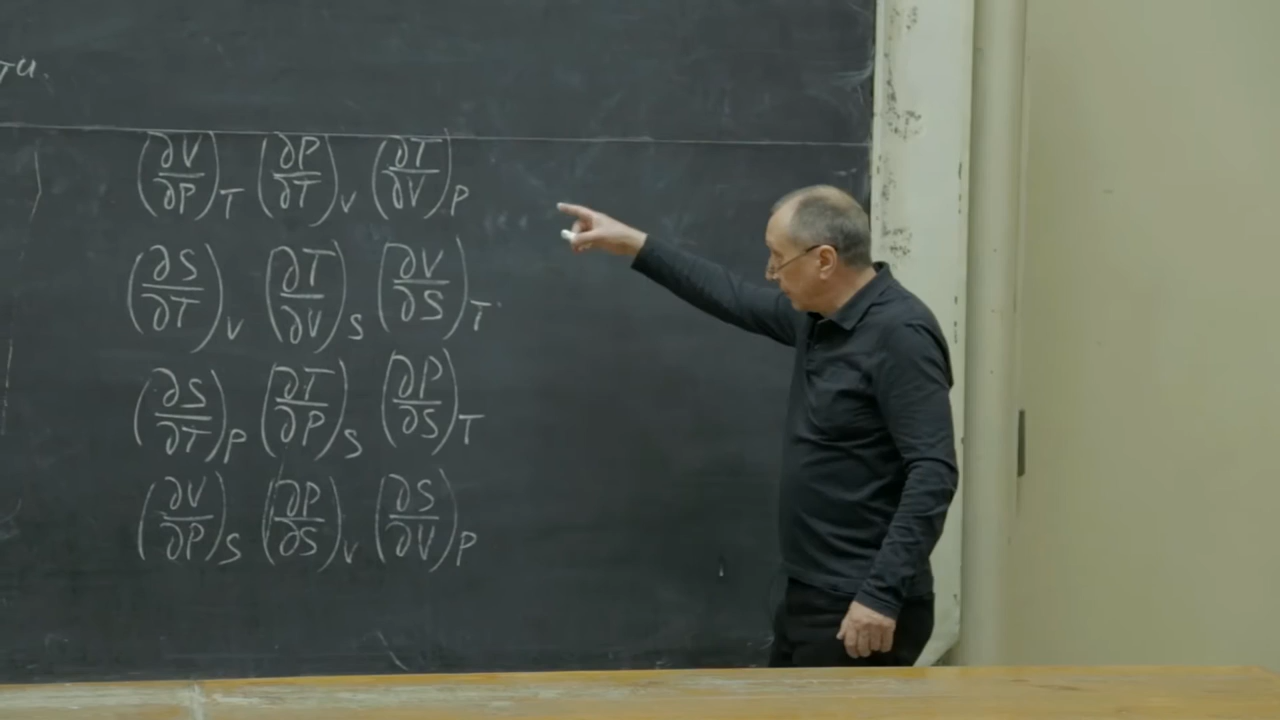 (∂V/∂P)_T (∂P/∂T)_V (∂T/∂V)_P
(∂S/∂T)_V (∂T/∂V)_S (∂V/∂S)_T
(∂S/∂T)_P (∂T/∂P)_S (∂P/∂S)_T
(∂V/∂P)_S (∂P/∂S)_V (∂S/∂V)_P